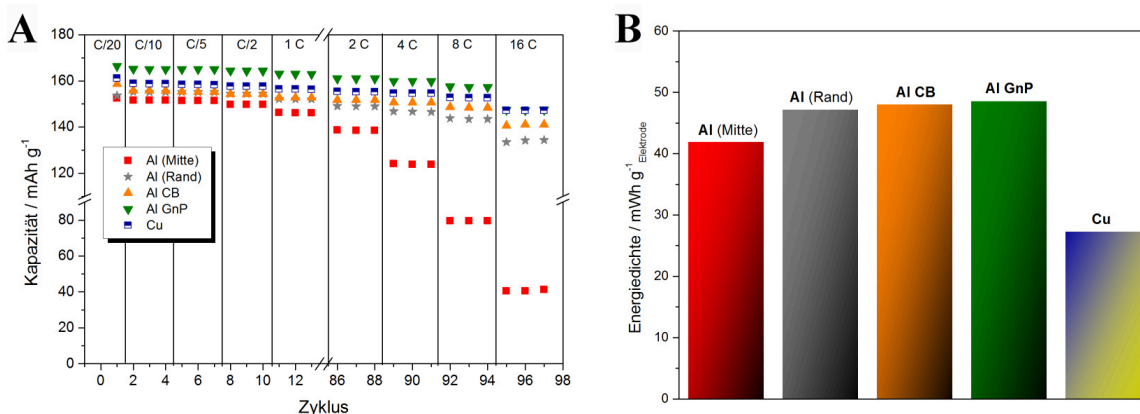 A
Kapazität / mAh g⁻¹
180
160
140
120
80
60
40
20
0
C/20 C/10 C/5 C/2 1 C 2 C 4 C 8 C 16 C
Al (Mitte)
Al (Rand)
Al CB
Al GnP
Cu
0 2 4 6 8 10 12 86 88 90 92 94 96 98
Zyklus
B
Energiedichte / mWh g⁻¹ Elektrode
60
50
40
30
20
10
0
Al (Mitte)
Al (Rand)
Al CB
Al GnP
Cu